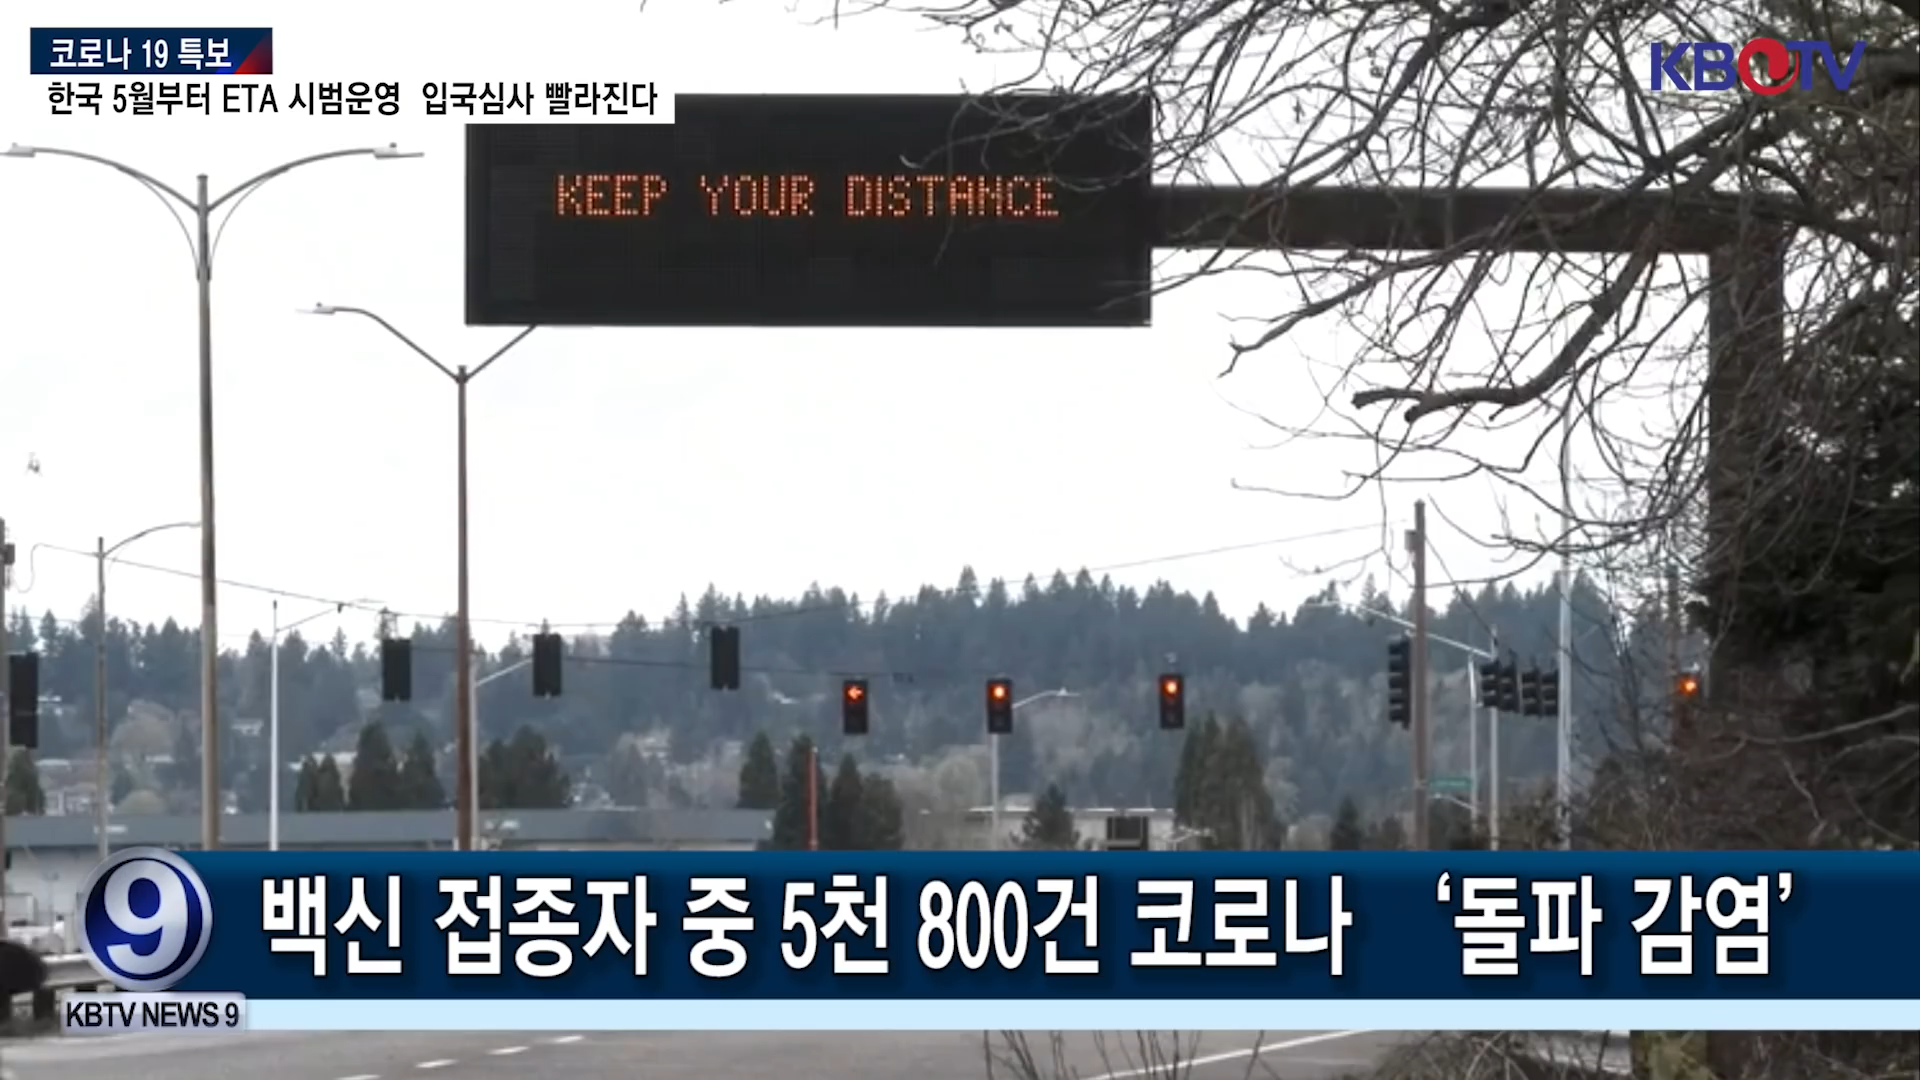 코로나 19 특보
KBTV
한국 5월부터 ETA 시범운영 입국심사 빨라진다
KEEP YOUR DISTANCE
9 백신 접종자 중 5천 800건 코로나 ‘돌파 감염’
KBTV NEWS 9